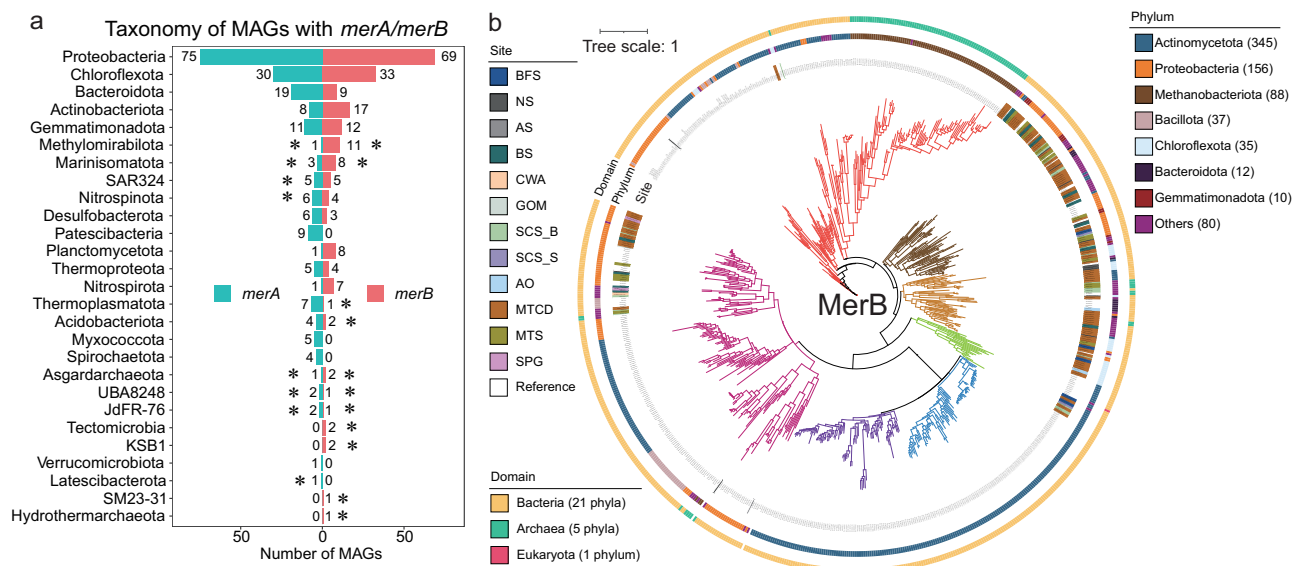 a
Taxonomy of MAGs with merA/merB
Proteobacteria 75 69
Chloroflexota 30 33
Bacteroidota 19 9
Actinobacteriota 8 17
Gemmatimonadota 11 12
Methylomirabilota * 1 11 *
Marinisomatota * 3 8 *
SAR324 * 5 5
Nitrospinota * 6 4
Desulfobacterota 6 3
Patescibacteria 9 0
Planctomycetota 1 8
Thermoproteota 5 4
Nitrospirota 1 7
merA merB
Thermoplasmatota 7 1 *
Acidobacteriota 4 2 *
Myxococcota 5 0
Spirochaetota 4 0
Asgardarchaeota * 1 2 *
UBA8248 * 2 1 *
JdFR-76 * 2 1 *
Tectomicrobia 0 2 *
KSB1 0 2 *
Verrucomicrobiota 1 0
Latescibacterota * 1 0
SM23-31 0 1 *
Hydrothermarchaeota 0 1 *
50 0 50
Number of MAGs
b
Tree scale: 1
Site
BFS
NS
AS
BS
CWA
GOM
SCS_B
SCS_S
AO
MTCD
MTS
SPG
Reference
Domain
Bacteria (21 phyla)
Archaea (5 phyla)
Eukaryota (1 phylum)
Domain
Phylum
Site
MerB
Phylum
Actinomycetota (345)
Proteobacteria (156)
Methanobacteriota (88)
Bacillota (37)
Chloroflexota (35)
Bacteroidota (12)
Gemmatimonadota (10)
Others (80)